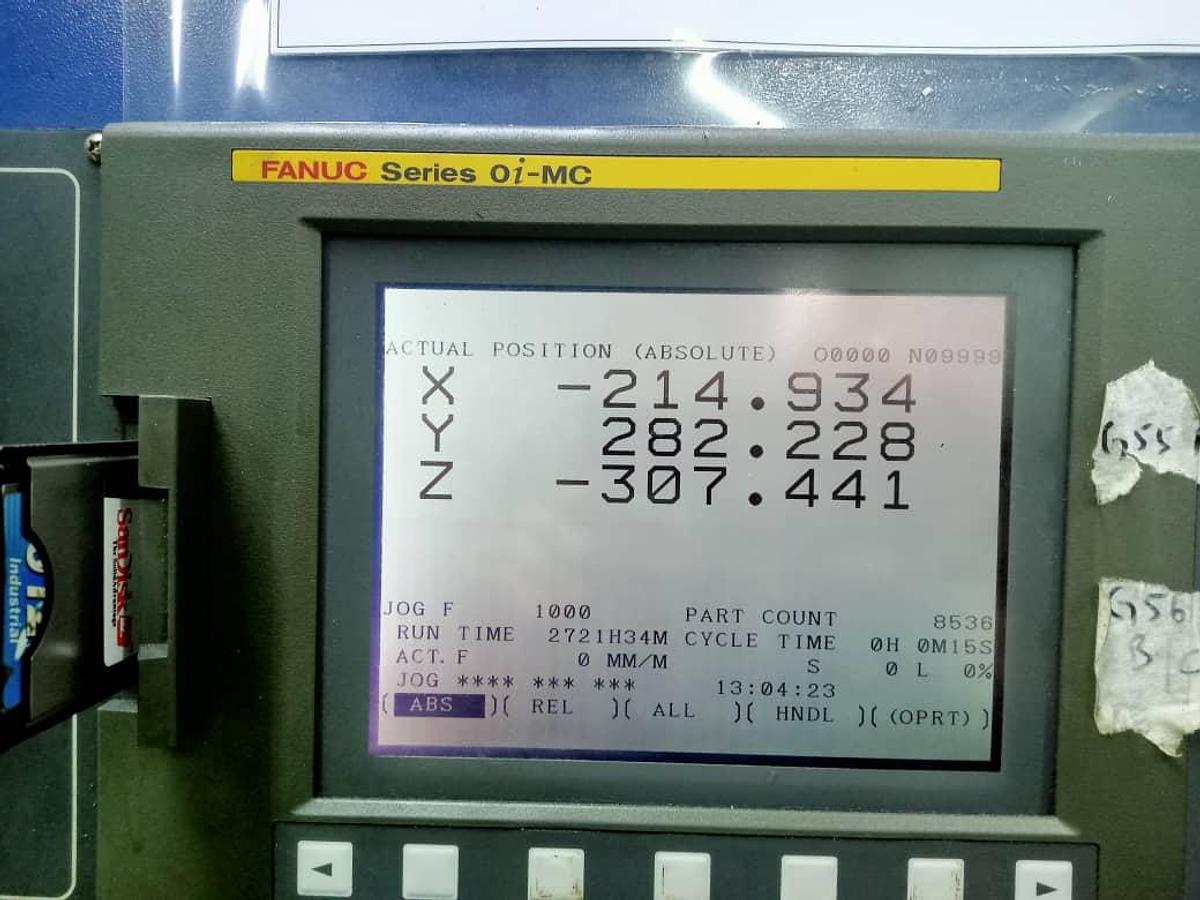 FANUC Series 0i-MC
ACTUAL POSITION (ABSOLUTE) O0000 N09999
X -214.934
Y 282.228
Z -307.441
JOG F 1000 PART COUNT 8536
RUN TIME 2721H34M CYCLE TIME 0H 0M15S
ACT. F 0 MM/M S 0 L 0%
JOG **** *** *** 13:04:23
( ABS )( REL )( ALL )( HNDL )( (OPRT) )
G55
G56
B
SanDisk
Industrial